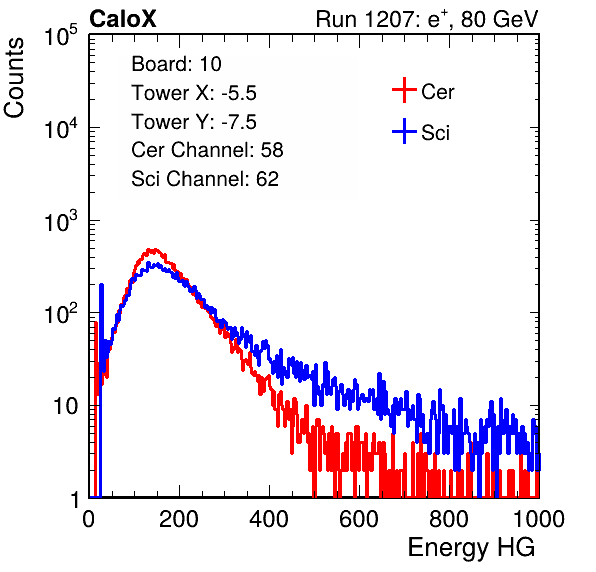 CaloX Run 1207: e⁺, 80 GeV
Counts
10⁵
10⁴
10³
10²
10
1
Board: 10
Tower X: -5.5
Tower Y: -7.5
Cer Channel: 58
Sci Channel: 62
Cer
Sci
0 200 400 600 800 1000
Energy HG